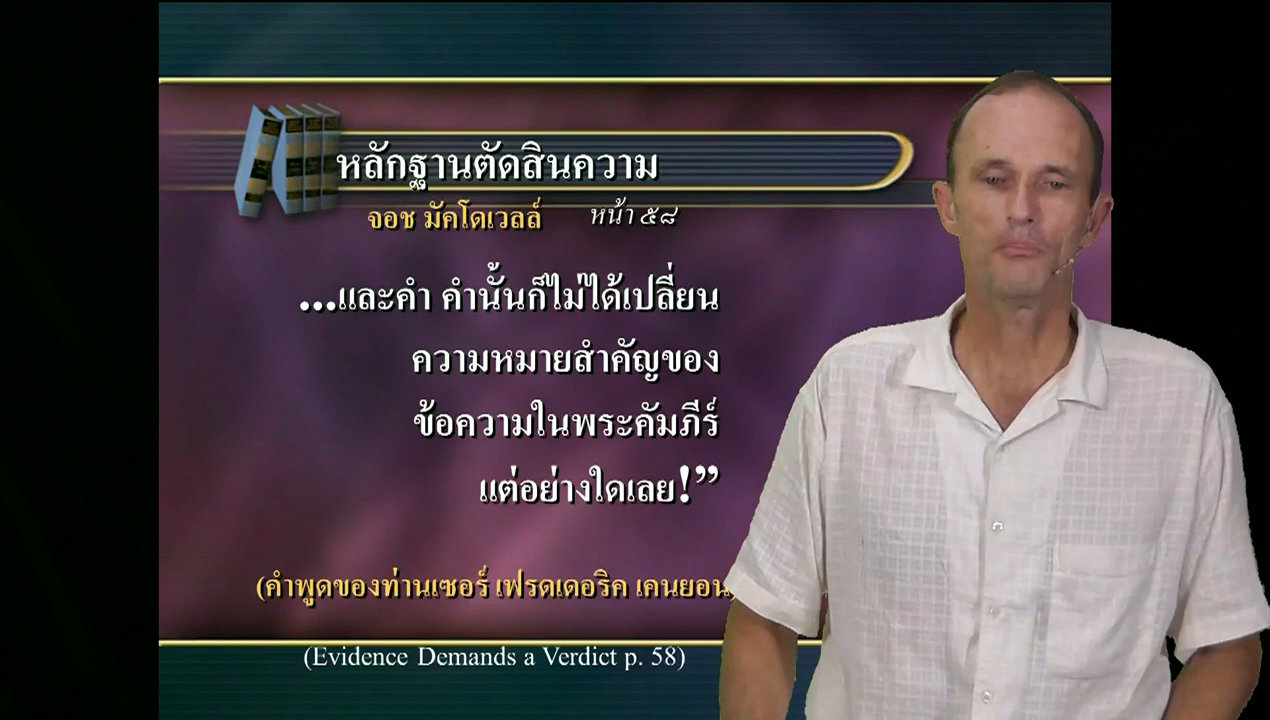 หลักฐานตัดสินความ
จอช มัคโดเวลล์ หน้า ๕๘
...และคำ คำนั้นก็ไม่ได้เปลี่ยน
ความหมายสำคัญของ
ข้อความในพระคัมภีร์
แต่อย่างใดเลย!”
(คำพูดของท่านเซอร์ เฟรดเดอริค เคนยอน)
(Evidence Demands a Verdict p. 58)